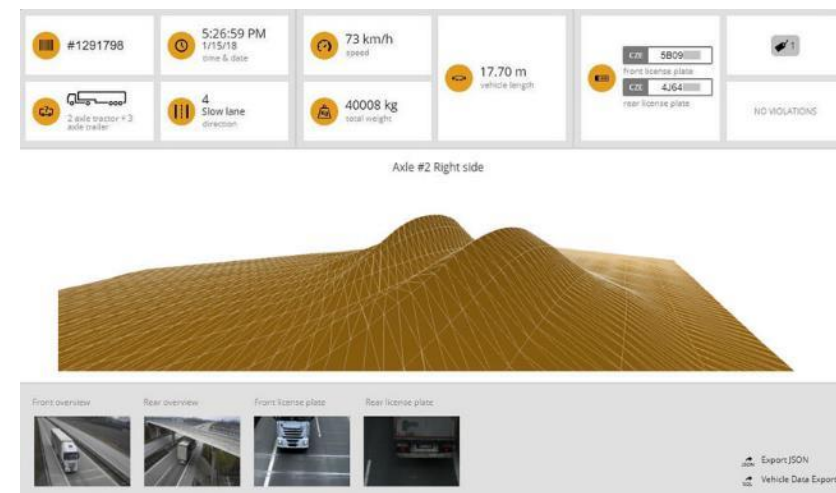 #1291798
5:26:59 PM
1/15/18
time & date
73 km/h
speed
17.70 m
vehicle length
CZE 5B09
front license plate
CZE 4J64
rear license plate
1
2 axle tractor + 3
axle trailer
4
Slow lane
direction
40008 kg
total weight
NO VIOLATIONS
Axle #2 Right side
Front overview
Rear overview
Front license plate
Rear license plate
JSON Export JSON
Vehicle Data Export